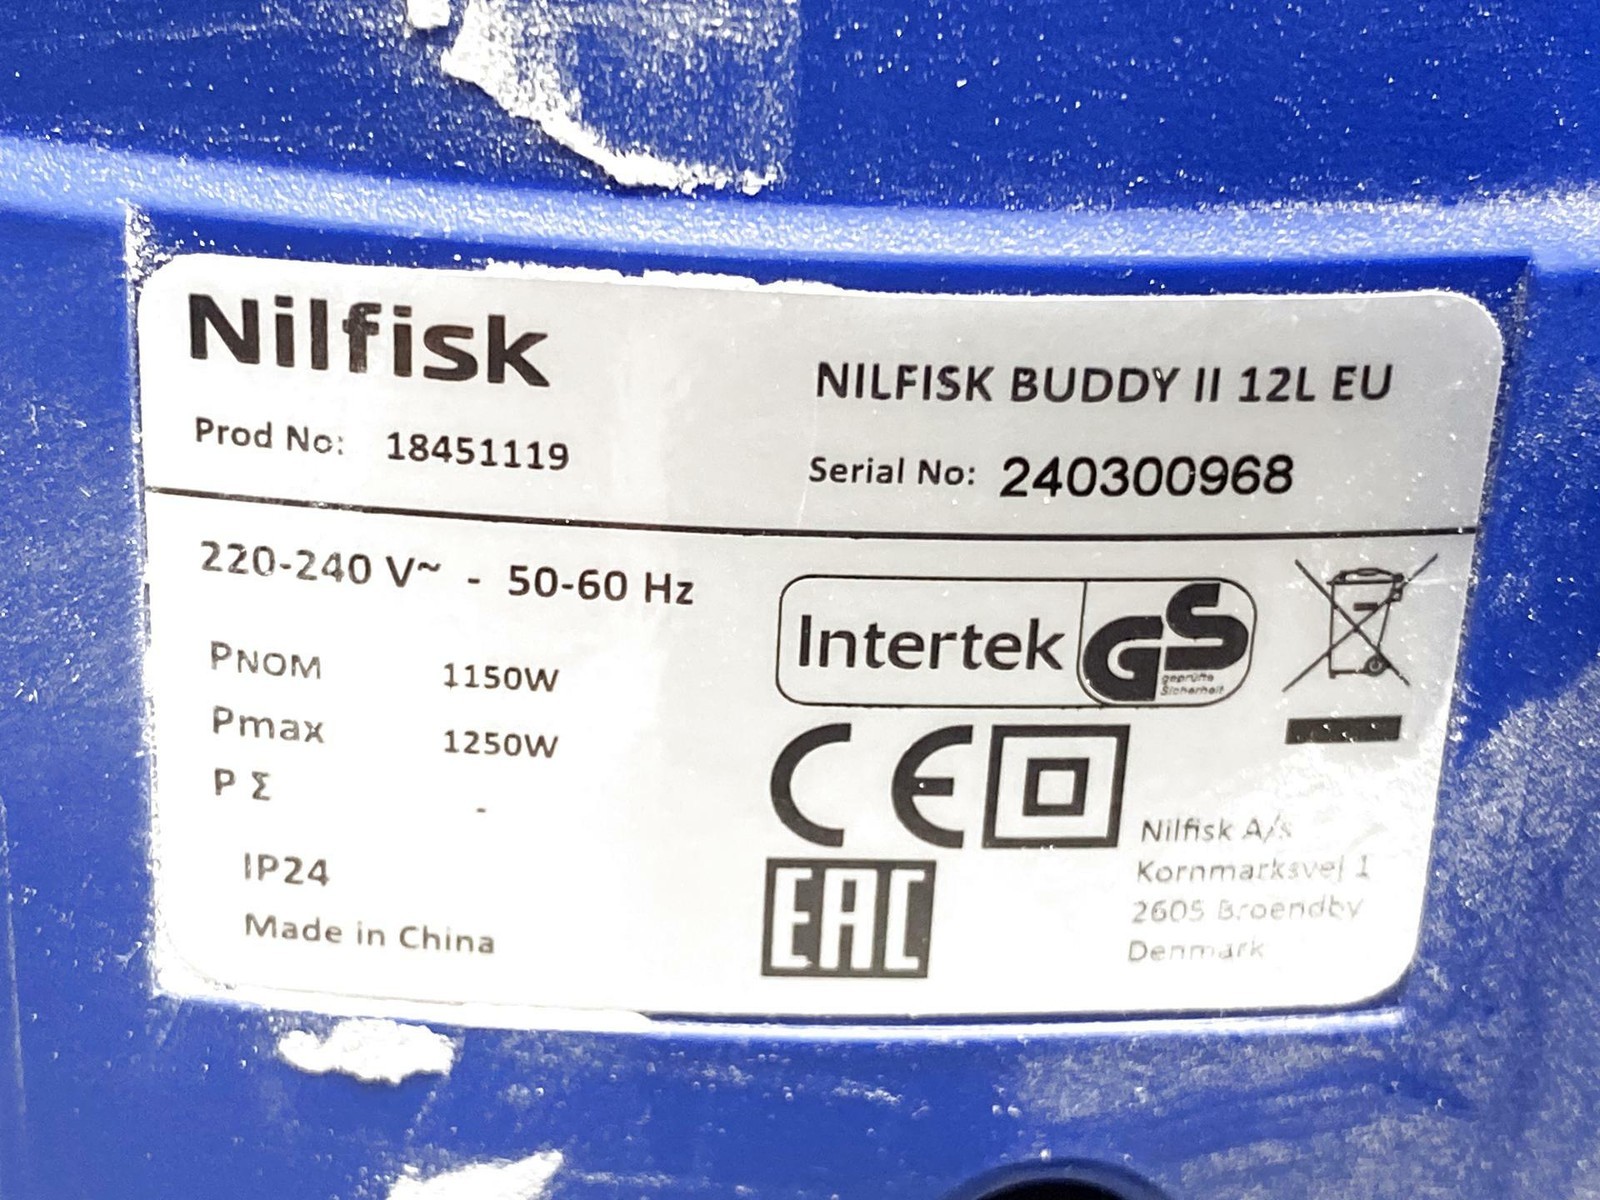 Nilfisk
NILFISK BUDDY II 12L EU
Prod No: 18451119
Serial No: 240300968
220-240 V~ - 50-60 Hz
PNOM 1150W
Pmax 1250W
P Σ -
IP24
Made in China
Intertek
GS
geprüfte
Sicherheit
CE
EAC
Nilfisk A/s
Kornmarksvej 1
2605 Broendby
Denmark